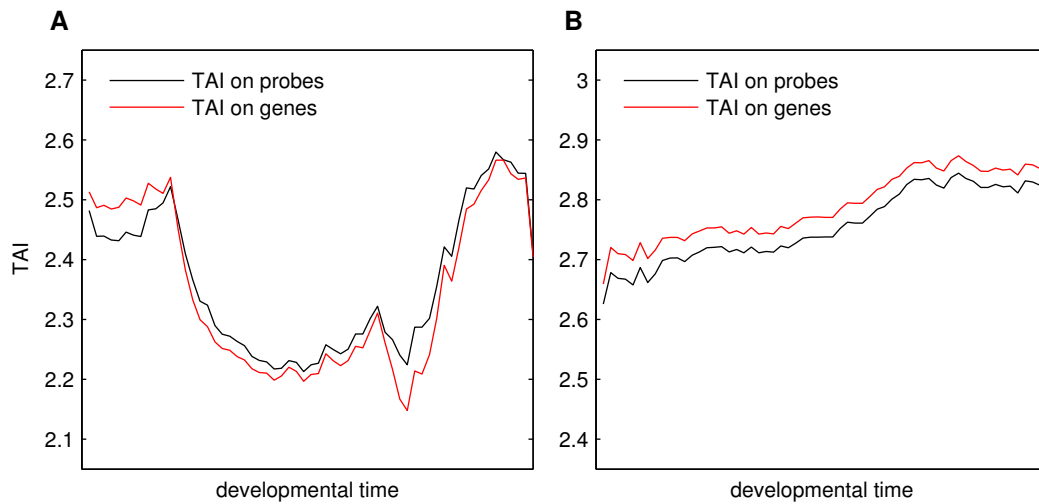 A
TAI on probes
TAI on genes
2.7
2.6
2.5
2.4
2.3
2.2
2.1
TAI
developmental time
B
TAI on probes
TAI on genes
3
2.9
2.8
2.7
2.6
2.5
2.4
developmental time